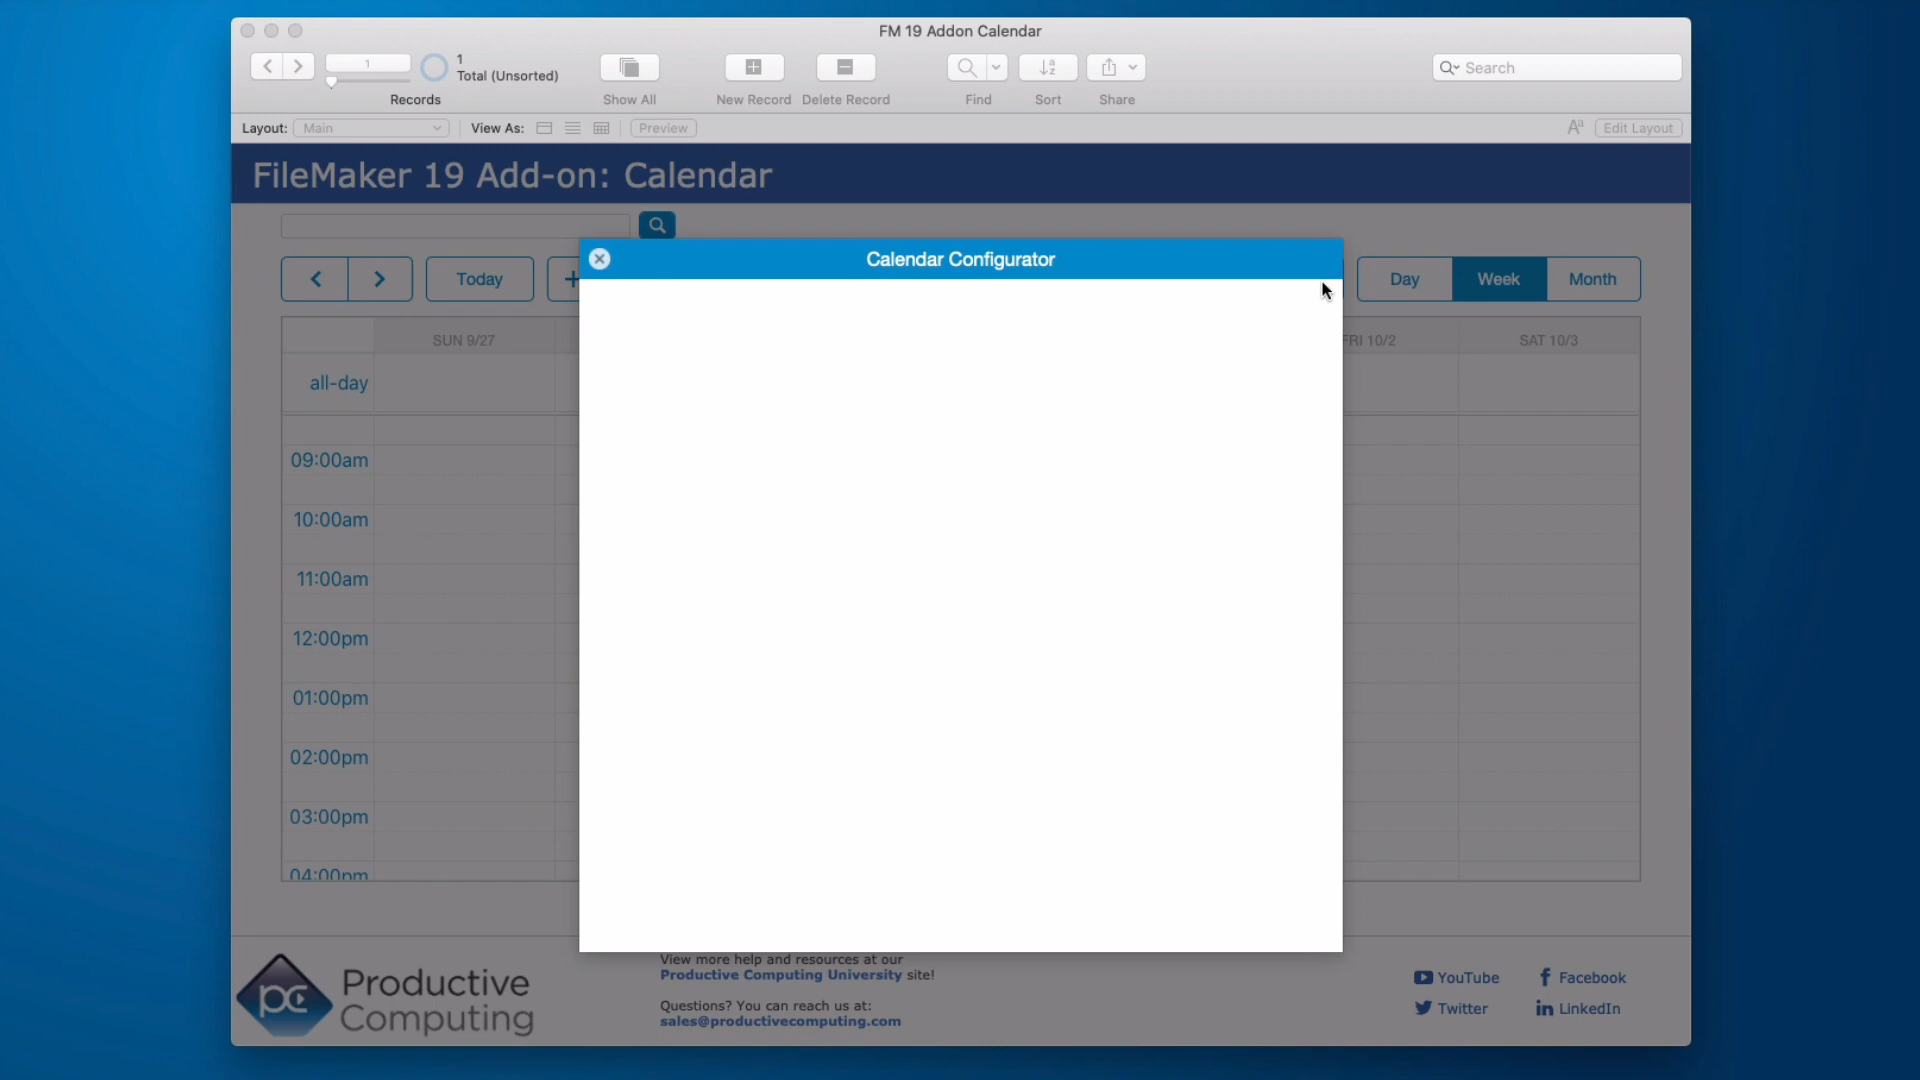 FM 19 Addon Calendar
1
1
Total (Unsorted)
Search
Records
Show All
New Record
Delete Record
Find
Sort
Share
Layout:
Main
View As:
Preview
Aa
Edit Layout
FileMaker 19 Add-on: Calendar
Calendar Configurator
Today
Day
Week
Month
SUN 9/27
FRI 10/2
SAT 10/3
all-day
09:00am
10:00am
11:00am
12:00pm
01:00pm
02:00pm
03:00pm
04:00pm
pc
Productive
Computing
View more help and resources at our
Productive Computing University site!
Questions? You can reach us at:
sales@productivecomputing.com
YouTube
Facebook
Twitter
LinkedIn